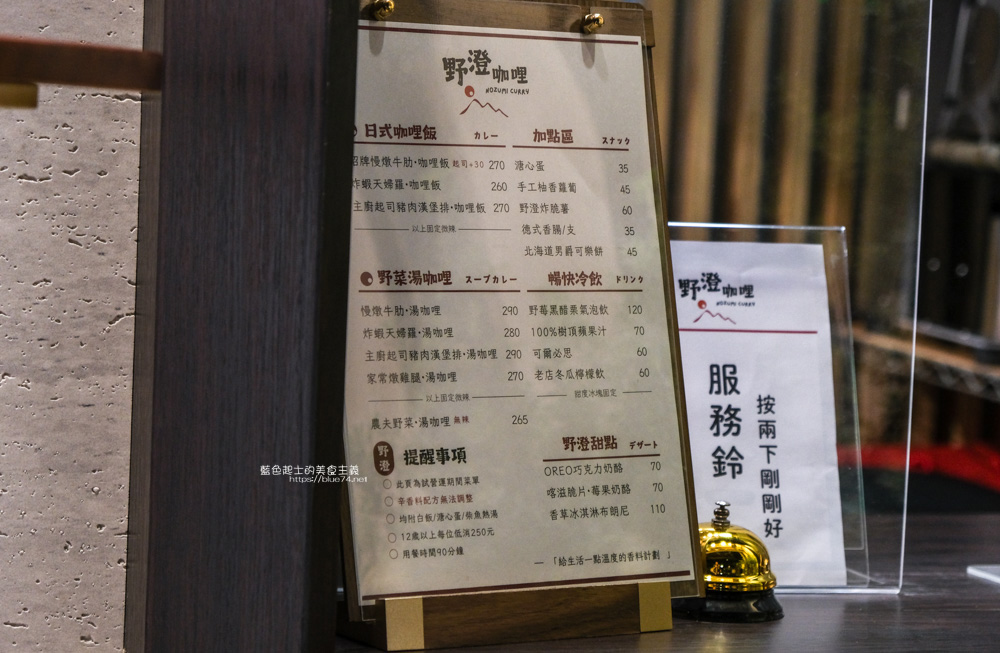 野澄咖哩
NOZUMI CURRY
日式咖哩飯 カレー
招牌慢燉牛肋·咖哩飯 起司+30 270
炸蝦天婦羅·咖哩飯 260
主廚起司豬肉漢堡排·咖哩飯 270
以上固定微辣
加點區 スナック
溏心蛋 35
手工柚香蘿蔔 45
野澄炸脆薯 60
德式香腸/支 35
北海道男爵可樂餅 45
野菜湯咖哩 スープカレー
慢燉牛肋·湯咖哩 290
炸蝦天婦羅·湯咖哩 280
主廚起司豬肉漢堡排·湯咖哩 290
家常燉雞腿·湯咖哩 270
以上固定微辣
農夫野菜·湯咖哩 無辣 265
暢快冷飲 ドリンク
野莓黑醋栗氣泡飲 120
100%樹頂蘋果汁 70
可爾必思 60
老店冬瓜檸檬飲 60
甜度冰塊固定
野澄 提醒事項
此頁為試營運期間菜單
辛香料配方無法調整
均附白飯/溏心蛋/柴魚熱湯
12歲以上每位低消250元
用餐時間90分鐘
野澄甜點 デザート
OREO巧克力奶酪 70
喀滋脆片·莓果奶酪 70
香草冰淇淋布朗尼 110
—「給生活一點溫度的香料計劃」
野澄咖哩
NOZUMI CURRY
服務鈴
按兩下剛剛好
藍色起士的美食主義
https://blue74.net